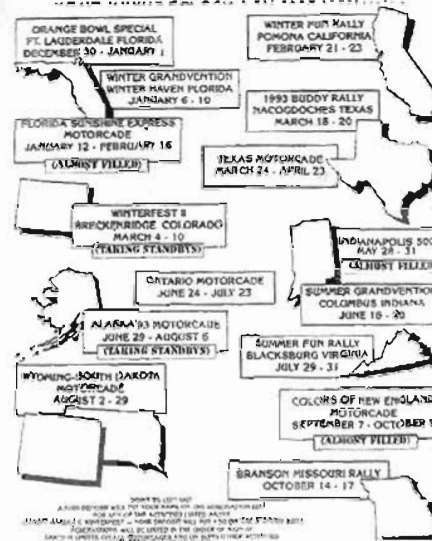 ORANGE BOWL SPECIAL
FT. LAUDERDALE FLORIDA
DECEMBER 30 - JANUARY 1
WINTER GRANDVENTION
WINTER HAVEN FLORIDA
JANUARY 6 - 10
FLORIDA SUNSHINE EXPRESS
MOTORCADE
JANUARY 12 - FEBRUARY 16
(ALMOST FILLED)
WINTERFEST II
BRECKENRIDGE COLORADO
MARCH 4 - 10
(TAKING STANDBYS)
ONTARIO MOTORCADE
JUNE 24 - JULY 23
ALASKA '93 MOTORCADE
JUNE 29 - AUGUST 6
(TAKING STANDBYS)
WYOMING-SOUTH DAKOTA
MOTORCADE
AUGUST 2 - 29
WINTER FUN RALLY
POMONA CALIFORNIA
FEBRUARY 21 - 23
1993 BUDDY RALLY
NACOGDOCHES TEXAS
MARCH 18 - 20
TEXAS MOTORCADE
MARCH 24 - APRIL 23
INDIANAPOLIS 500
MAY 28 - 31
(ALMOST FILLED)
SUMMER GRANDVENTION
COLOMBUS INDIANA
JUNE 16 - 20
SUMMER FUN RALLY
BLACKSBURG VIRGINIA
JULY 29 - 31
COLORS OF NEW ENGLAND
MOTORCADE
SEPTEMBER 7 - OCTOBER
(ALMOST FILLED)
BRANSON MISSOURI RALLY
OCTOBER 14 - 17
DON'T BE LEFT OUT